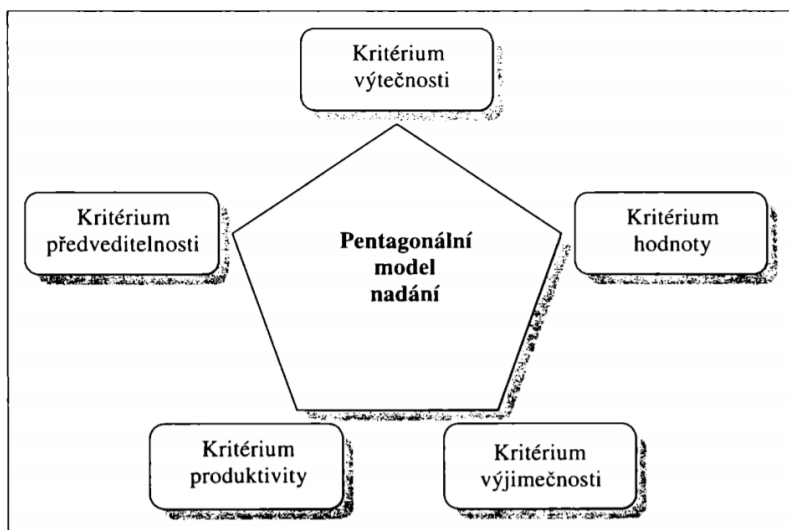 Kritérium
výtečnosti
Kritérium
předveditelnosti
Pentagonální
model
nadání
Kritérium
hodnoty
Kritérium
produktivity
Kritérium
výjimečnosti